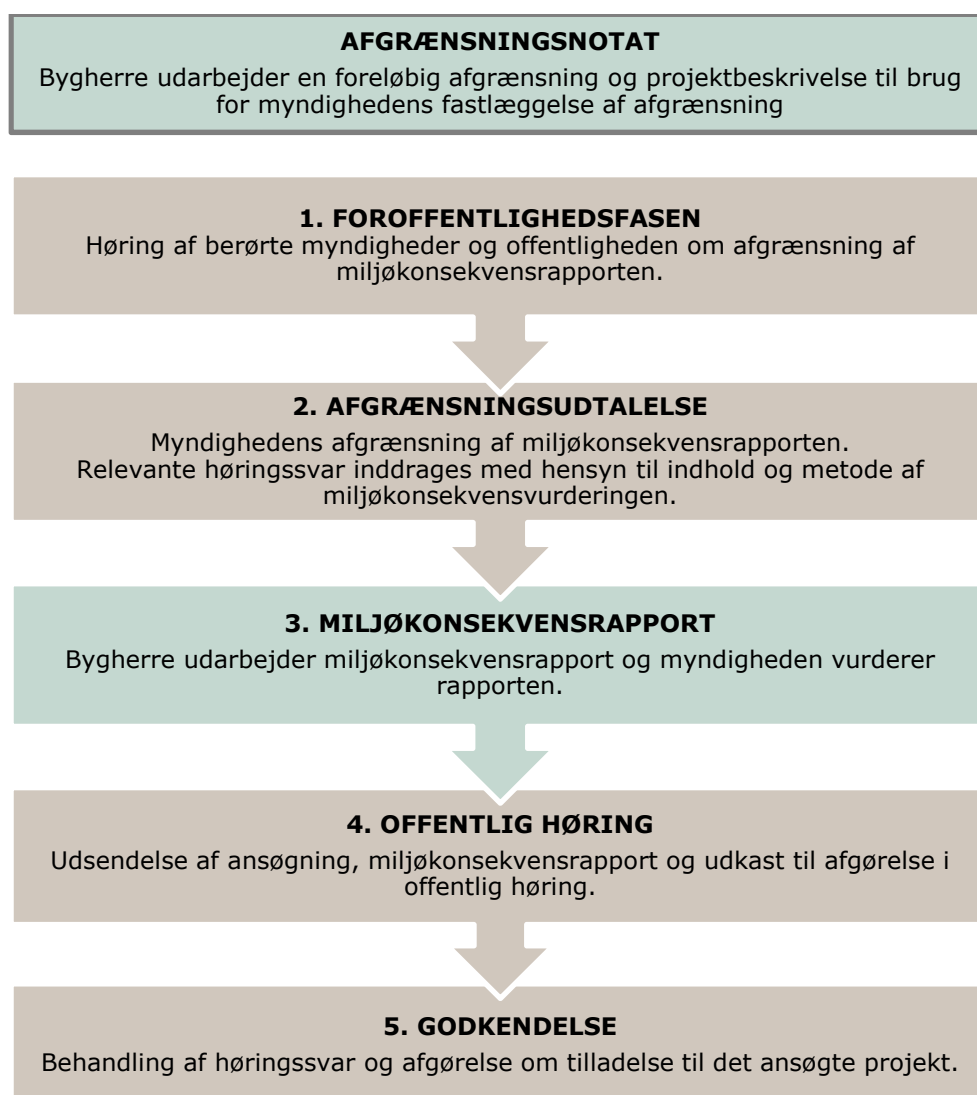 AFGRÆNSNINGSNOTAT
Bygherre udarbejder en foreløbig afgrænsning og projektbeskrivelse til brug
for myndighedens fastlæggelse af afgrænsning
1. FOROFFENTLIGHEDSFASEN
Høring af berørte myndigheder og offentligheden om afgrænsning af
miljøkonsekvensrapporten.
2. AFGRÆNSNINGSUDTALELSE
Myndighedens afgrænsning af miljøkonsekvensrapporten.
Relevante høringssvar inddrages med hensyn til indhold og metode af
miljøkonsekvensvurderingen.
3. MILJØKONSEKVENSRAPPORT
Bygherre udarbejder miljøkonsekvensrapport og myndigheden vurderer
rapporten.
4. OFFENTLIG HØRING
Udsendelse af ansøgning, miljøkonsekvensrapport og udkast til afgørelse i
offentlig høring.
5. GODKENDELSE
Behandling af høringssvar og afgørelse om tilladelse til det ansøgte projekt.